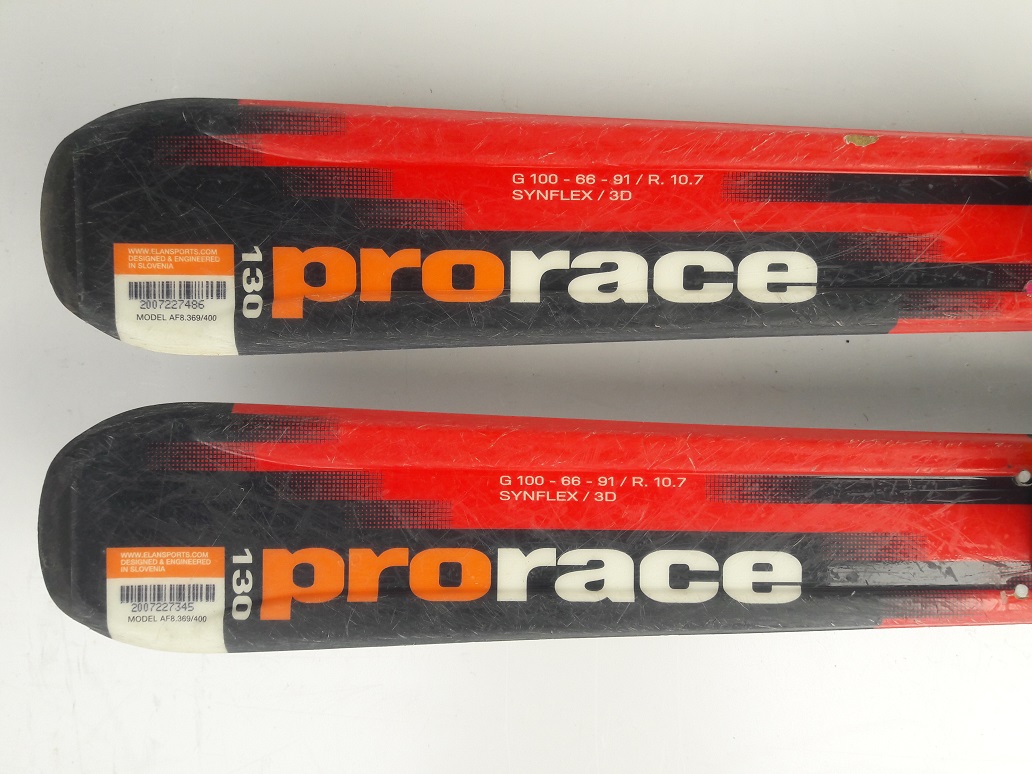 G 100 - 66 - 91 / R. 10.7
SYNFLEX / 3D
WWW.ELANSPORTS.COM
DESIGNED & ENGINEERED
IN SLOVENIA
2007227486
MODEL AF8.369/400
130
prorace
G 100 - 66 - 91 / R. 10.7
SYNFLEX / 3D
WWW.ELANSPORTS.COM
DESIGNED & ENGINEERED
IN SLOVENIA
2007227345
MODEL AF8.369/400
130
prorace